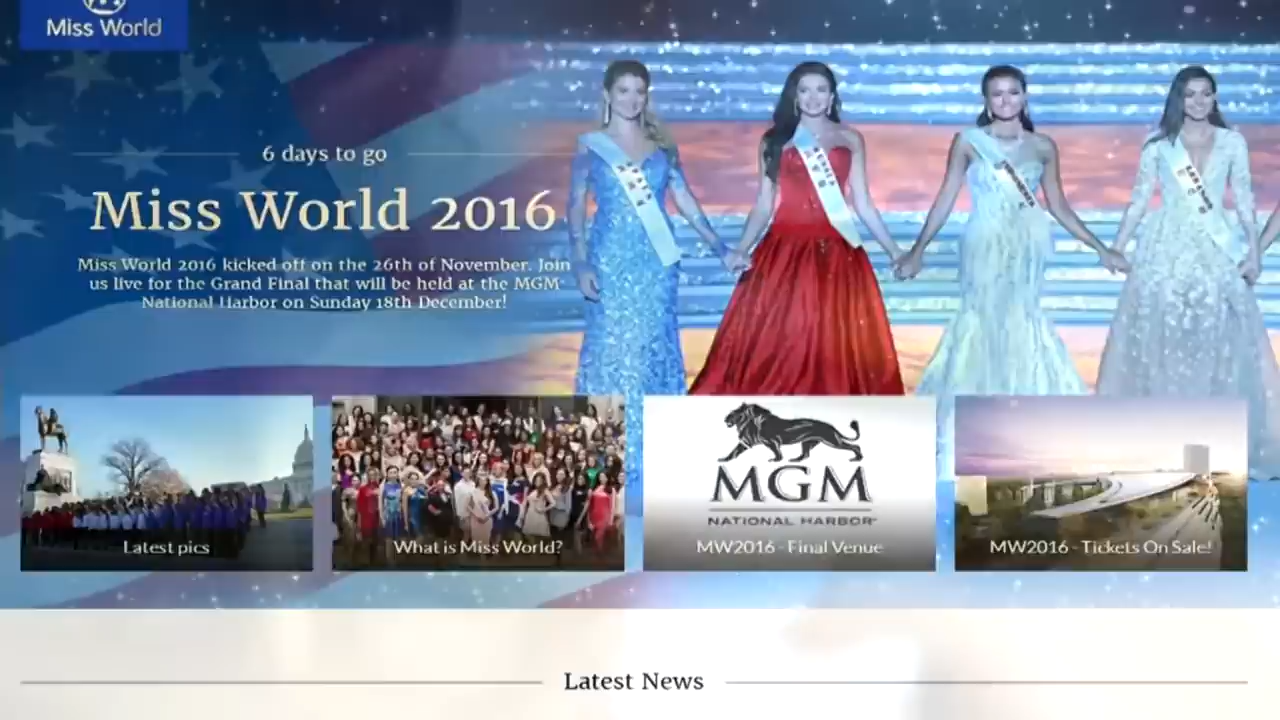 Miss World
6 days to go
Miss World 2016
Miss World 2016 kicked off on the 26th of November. Join
us live for the Grand Final that will be held at the MGM
National Harbor on Sunday 18th December!
MGM
NATIONAL HARBOR
Latest pics
What is Miss World?
MW2016 - Final Venue
MW2016 - Tickets On Sale!
Latest News